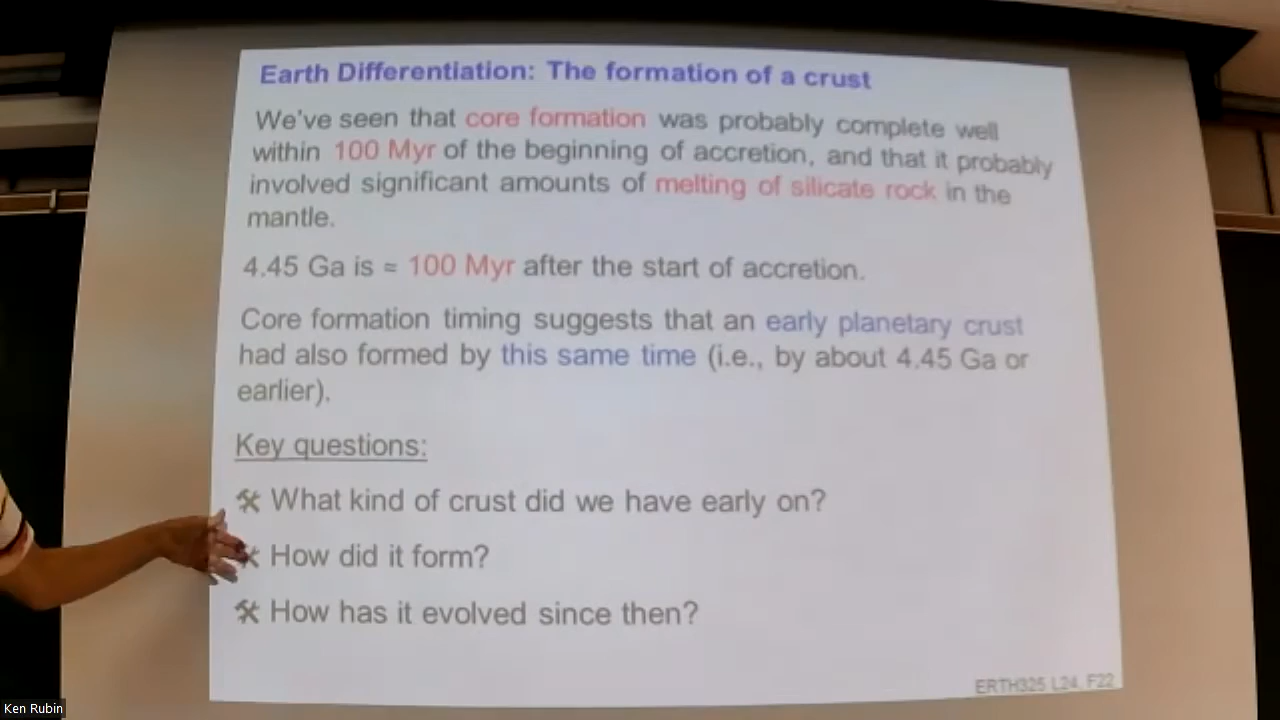 Earth Differentiation: The formation of a crust
We've seen that core formation was probably complete well
within 100 Myr of the beginning of accretion, and that it probably
involved significant amounts of melting of silicate rock in the
mantle.
4.45 Ga is ≈ 100 Myr after the start of accretion.
Core formation timing suggests that an early planetary crust
had also formed by this same time (i.e., by about 4.45 Ga or
earlier).
Key questions:
What kind of crust did we have early on?
How did it form?
How has it evolved since then?
ERTH325 L24, F22
Ken Rubin